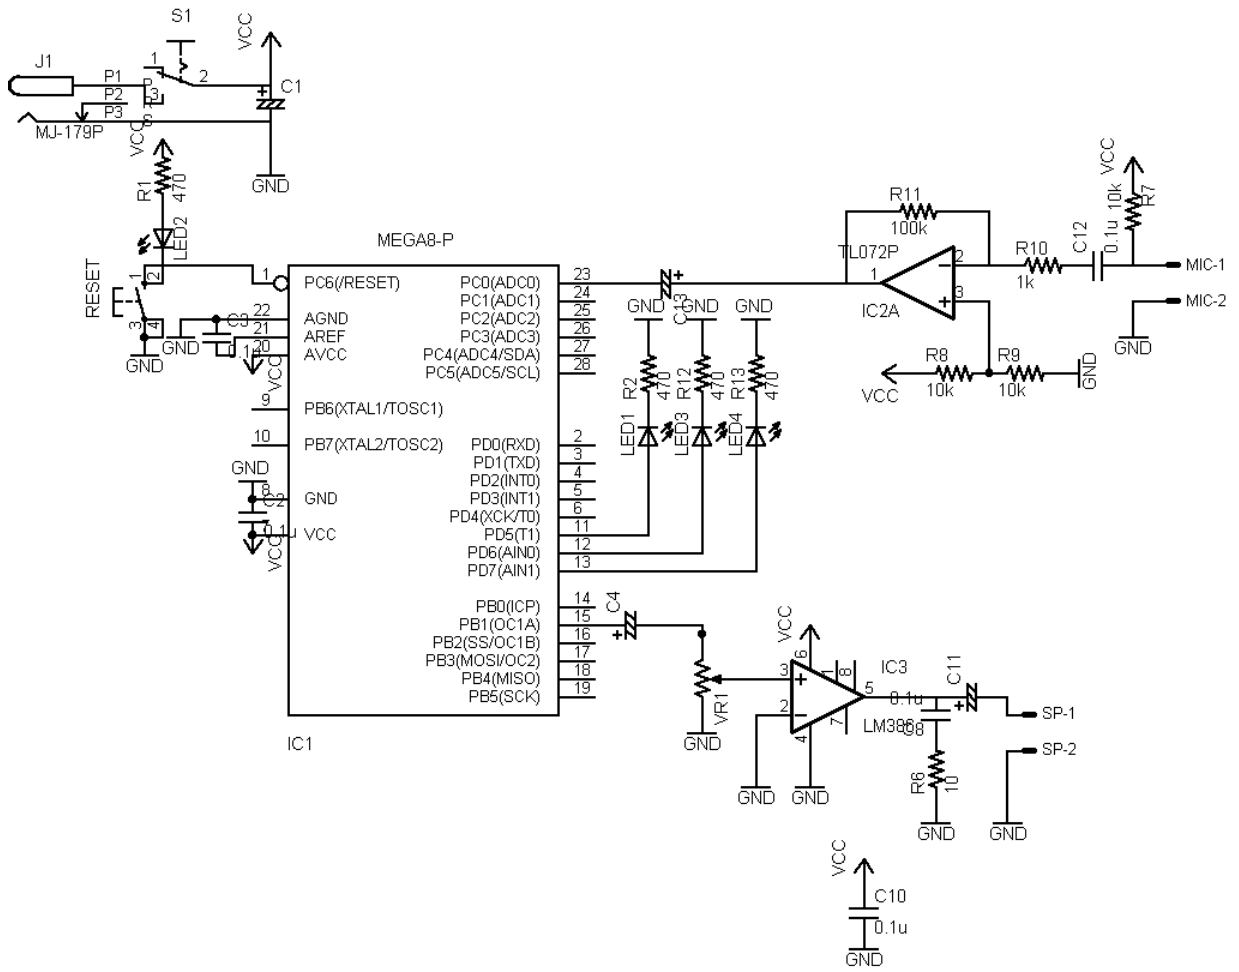 S1
VCC
J1
1
2
P1
P2
3
P3
C1
MJ-179P
VCC
GND
R1
470
LED2
MEGA8-P
RESET
1
2
3
4
GND
1
PC6(/RESET)
22
AGND
21
AREF
20
AVCC
GND
C3
VCC
9
PB6(XTAL1/TOSC1)
10
PB7(XTAL2/TOSC2)
GND
8
GND
C2
0.1u
VCC
VCC
PC0(ADC0)
23
PC1(ADC1)
24
PC2(ADC2)
25
PC3(ADC3)
26
PC4(ADC4/SDA)
27
PC5(ADC5/SCL)
28
PD0(RXD)
2
PD1(TXD)
3
PD2(INT0)
4
PD3(INT1)
5
PD4(XCK/T0)
6
PD5(T1)
11
PD6(AIN0)
12
PD7(AIN1)
13
PB0(ICP)
14
PB1(OC1A)
15
PB2(SS/OC1B)
16
PB3(MOSI/OC2)
17
PB4(MISO)
18
PB5(SCK)
19
IC1
C13
GND
GND
GND
R2
470
R12
470
R13
470
LED1
LED3
LED4
R11
100k
TL072P
1
2
3
IC2A
R10
1k
C12
0.1u
VCC
10k
R7
MIC-1
MIC-2
GND
VCC
R8
10k
R9
10k
GND
C4
VR1
GND
VCC
6
1
8
IC3
3
2
5
4
7
LM386
GND
GND
0.1u
C8
C11
R6
10
GND
SP-1
SP-2
GND
VCC
C10
0.1u
GND